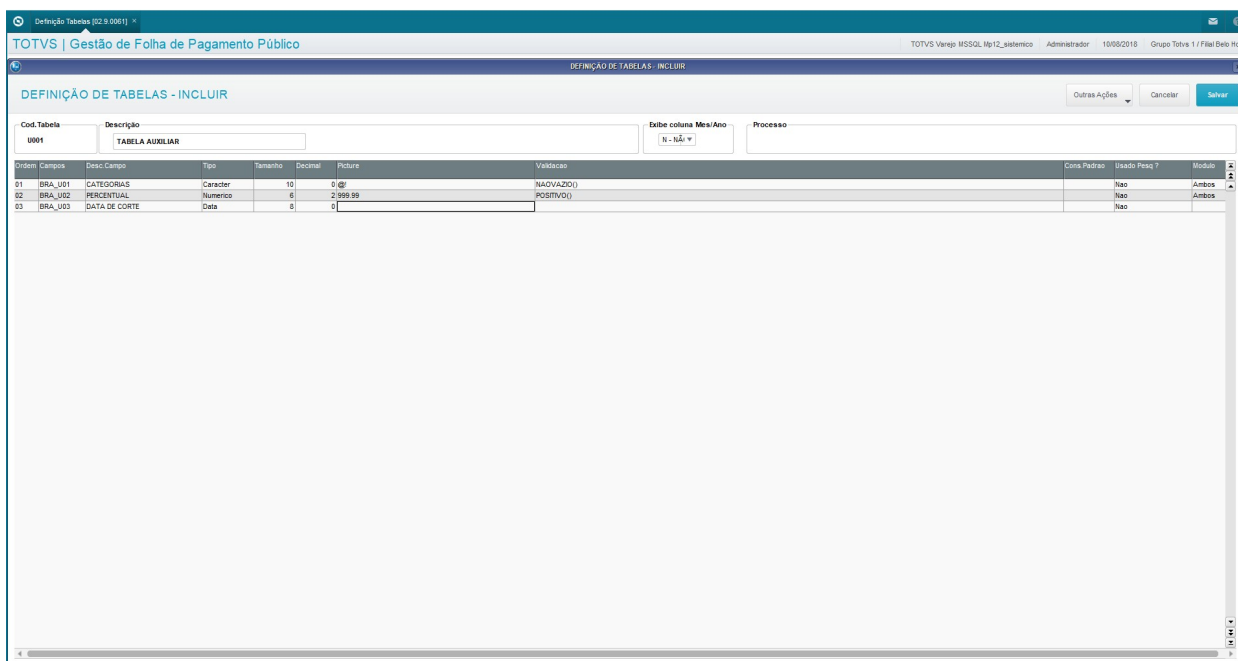 Definição Tabelas [02.9.0061] ×
TOTVS | Gestão de Folha de Pagamento Público
TOTVS Varejo MSSQL Mp12_sistemico Administrador 10/08/2018 Grupo Totvs 1 / Filial Belo Ho
DEFINIÇÃO DE TABELAS - INCLUIR
DEFINIÇÃO DE TABELAS - INCLUIR
Outras Ações Cancelar Salvar
Cod.Tabela Descrição Exibe coluna Mes/Ano Processo
U001 TABELA AUXILIAR N - NÃ
Ordem Campos Desc.Campo Tipo Tamanho Decimal Picture Validacao Cons.Padrao Usado Pesq ? Modulo
01 BRA_U01 CATEGORIAS Caracter 10 0 @! NAOVAZIO() Nao Ambos
02 BRA_U02 PERCENTUAL Numerico 6 2 999.99 POSITIVO() Nao Ambos
03 BRA_U03 DATA DE CORTE Data 8 0 Nao